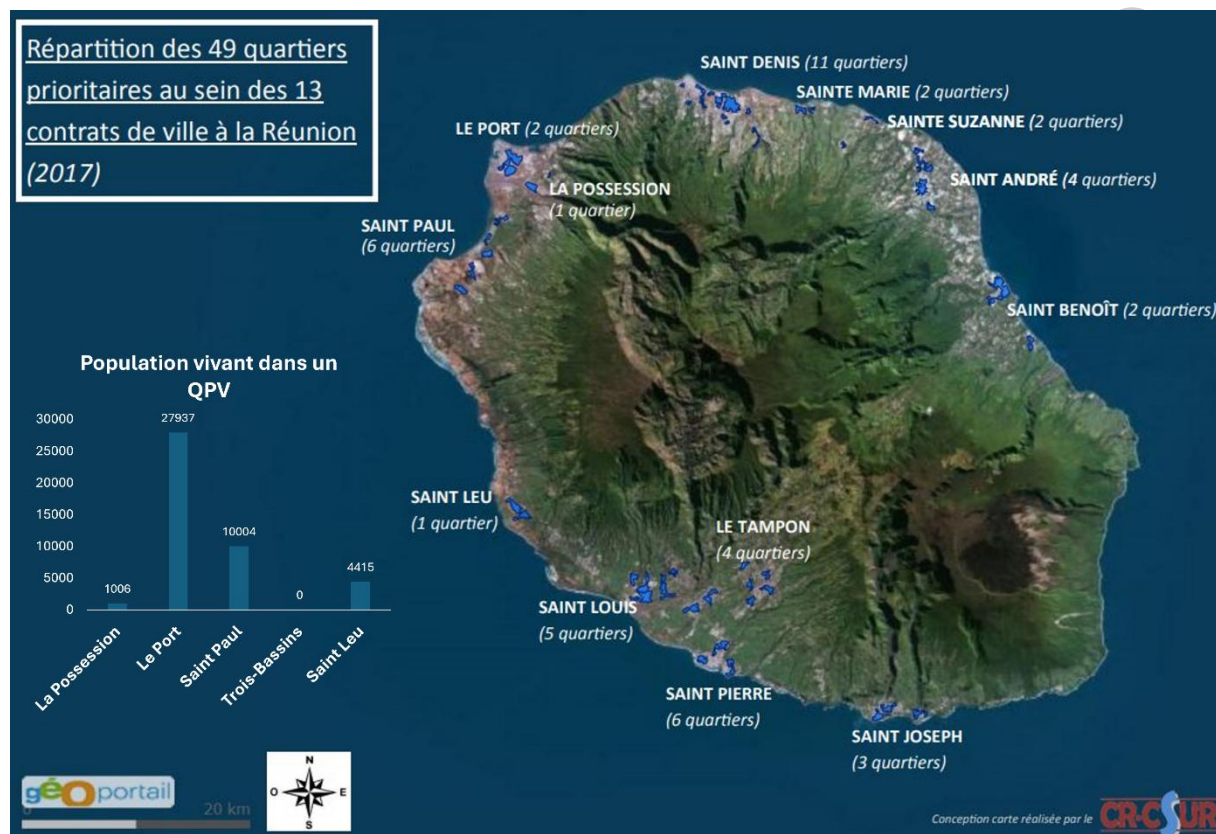 Répartition des 49 quartiers
prioritaires au sein des 13
contrats de ville à la Réunion
(2017)
SAINT DENIS (11 quartiers)
SAINTE MARIE (2 quartiers)
SAINTE SUZANNE (2 quartiers)
LE PORT (2 quartiers)
LA POSSESSION
(1 quartier)
SAINT ANDRÉ (4 quartiers)
SAINT PAUL
(6 quartiers)
SAINT BENOÎT (2 quartiers)
Population vivant dans un
QPV
30000
25000
20000
15000
10000
5000
0
1006
27937
10004
0
4415
La Possession
Le Port
Saint Paul
Trois-Bassins
Saint Leu
SAINT LEU
(1 quartier)
LE TAMPON
(4 quartiers)
SAINT LOUIS
(5 quartiers)
SAINT PIERRE
(6 quartiers)
SAINT JOSEPH
(3 quartiers)
géoportail
0
20 km
N
O
E
S
Conception carte réalisée par le
CR-CSUR